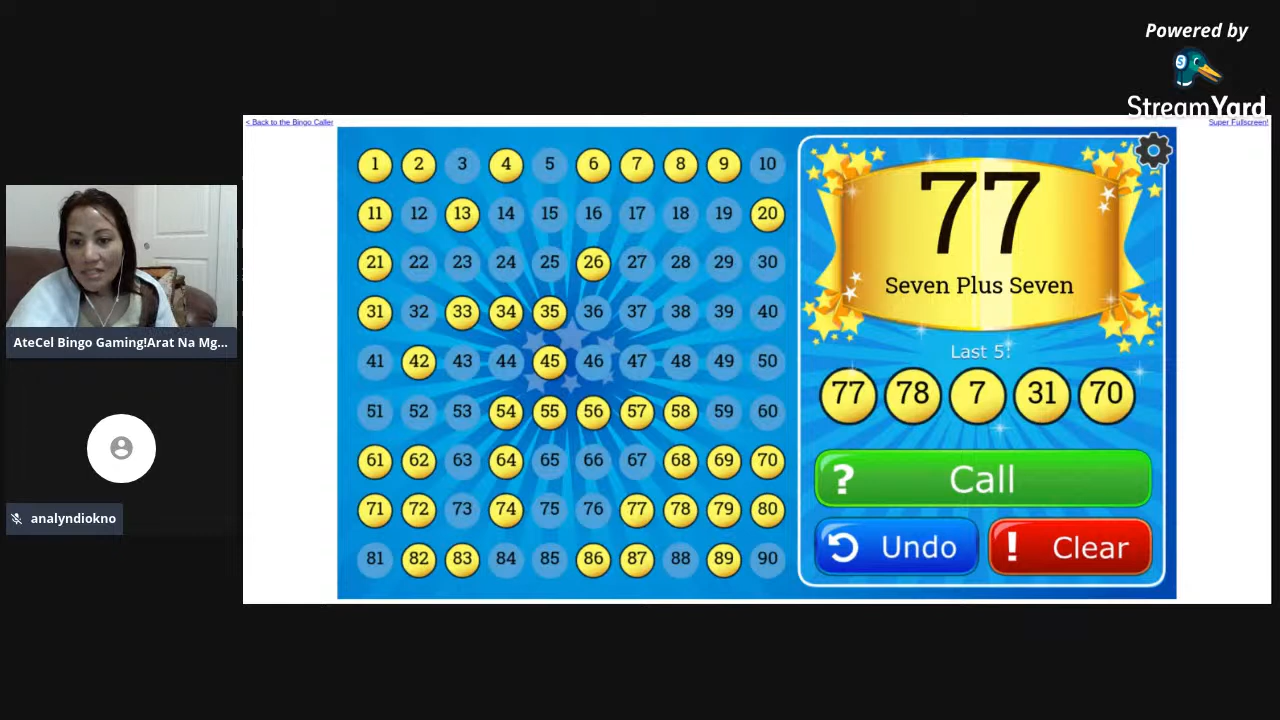 Powered by
StreamYard
< Back to the Bingo Caller
Super Fullscreen!
1 2 3 4 5 6 7 8 9 10
11 12 13 14 15 16 17 18 19 20
21 22 23 24 25 26 27 28 29 30
31 32 33 34 35 36 37 38 39 40
41 42 43 44 45 46 47 48 49 50
51 52 53 54 55 56 57 58 59 60
61 62 63 64 65 66 67 68 69 70
71 72 73 74 75 76 77 78 79 80
81 82 83 84 85 86 87 88 89 90
77
Seven Plus Seven
Last 5:
77 78 7 31 70
? Call
Undo
! Clear
AteCel Bingo Gaming!Arat Na Mg...
analyndiokno